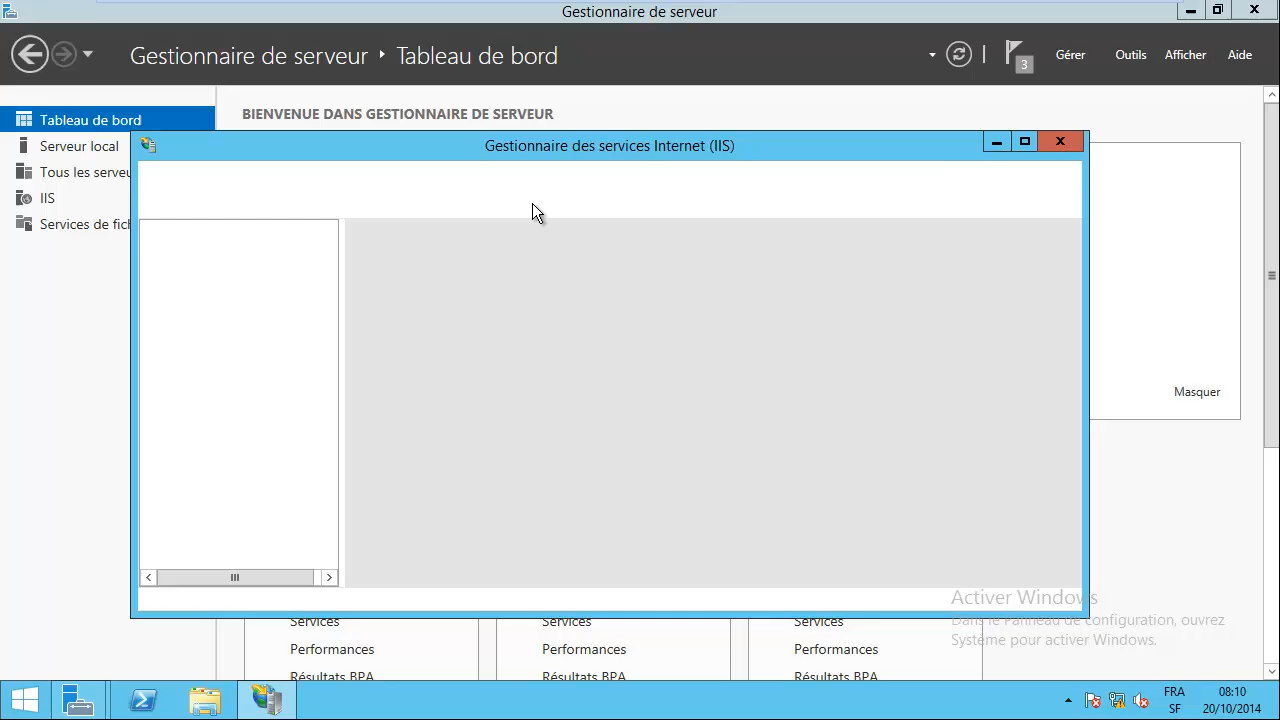 Gestionnaire de serveur
Gestionnaire de serveur Tableau de bord
3
Gérer
Outils
Afficher
Aide
Tableau de bord
BIENVENUE DANS GESTIONNAIRE DE SERVEUR
Serveur local
Tous les serveu
IIS
Services de fich
Gestionnaire des services Internet (IIS)
Masquer
Activer Windows
Dans le Panneau de configuration, ouvrez
Système pour activer Windows.
Services
Services
Services
Performances
Performances
Performances
Résultats BPA
Résultats BPA
Résultats BPA
FRA
SF
08:10
20/10/2014